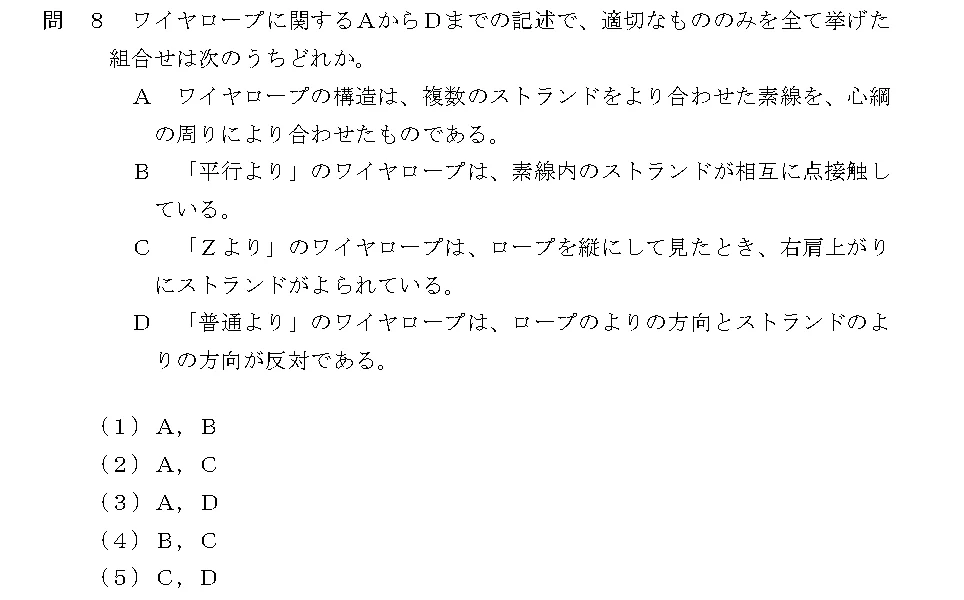 問　８　ワイヤロープに関するＡからＤまでの記述で、適切なもののみを全て挙げた
組合せは次のうちどれか。
Ａ　ワイヤロープの構造は、複数のストランドをより合わせた素線を、心綱
の周りにより合わせたものである。
Ｂ　「平行より」のワイヤロープは、素線内のストランドが相互に点接触し
ている。
Ｃ　「Ｚより」のワイヤロープは、ロープを縦にして見たとき、右肩上がり
にストランドがよられている。
Ｄ　「普通より」のワイヤロープは、ロープのよりの方向とストランドのよ
りの方向が反対である。
（１）Ａ，Ｂ
（２）Ａ，Ｃ
（３）Ａ，Ｄ
（４）Ｂ，Ｃ
（５）Ｃ，Ｄ